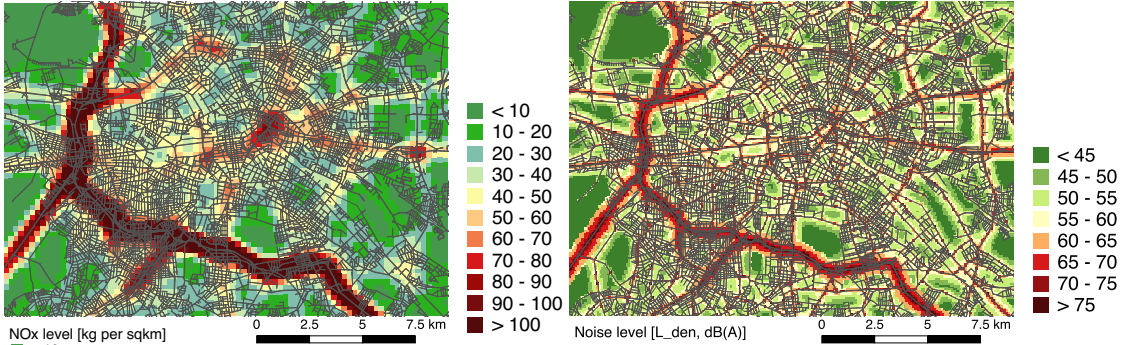 < 10
10 - 20
20 - 30
30 - 40
40 - 50
50 - 60
60 - 70
70 - 80
80 - 90
90 - 100
> 100
NOx level [kg per sqkm]
0 2.5 5 7.5 km
< 45
45 - 50
50 - 55
55 - 60
60 - 65
65 - 70
70 - 75
> 75
Noise level [L_den, dB(A)]
0 2.5 5 7.5 km